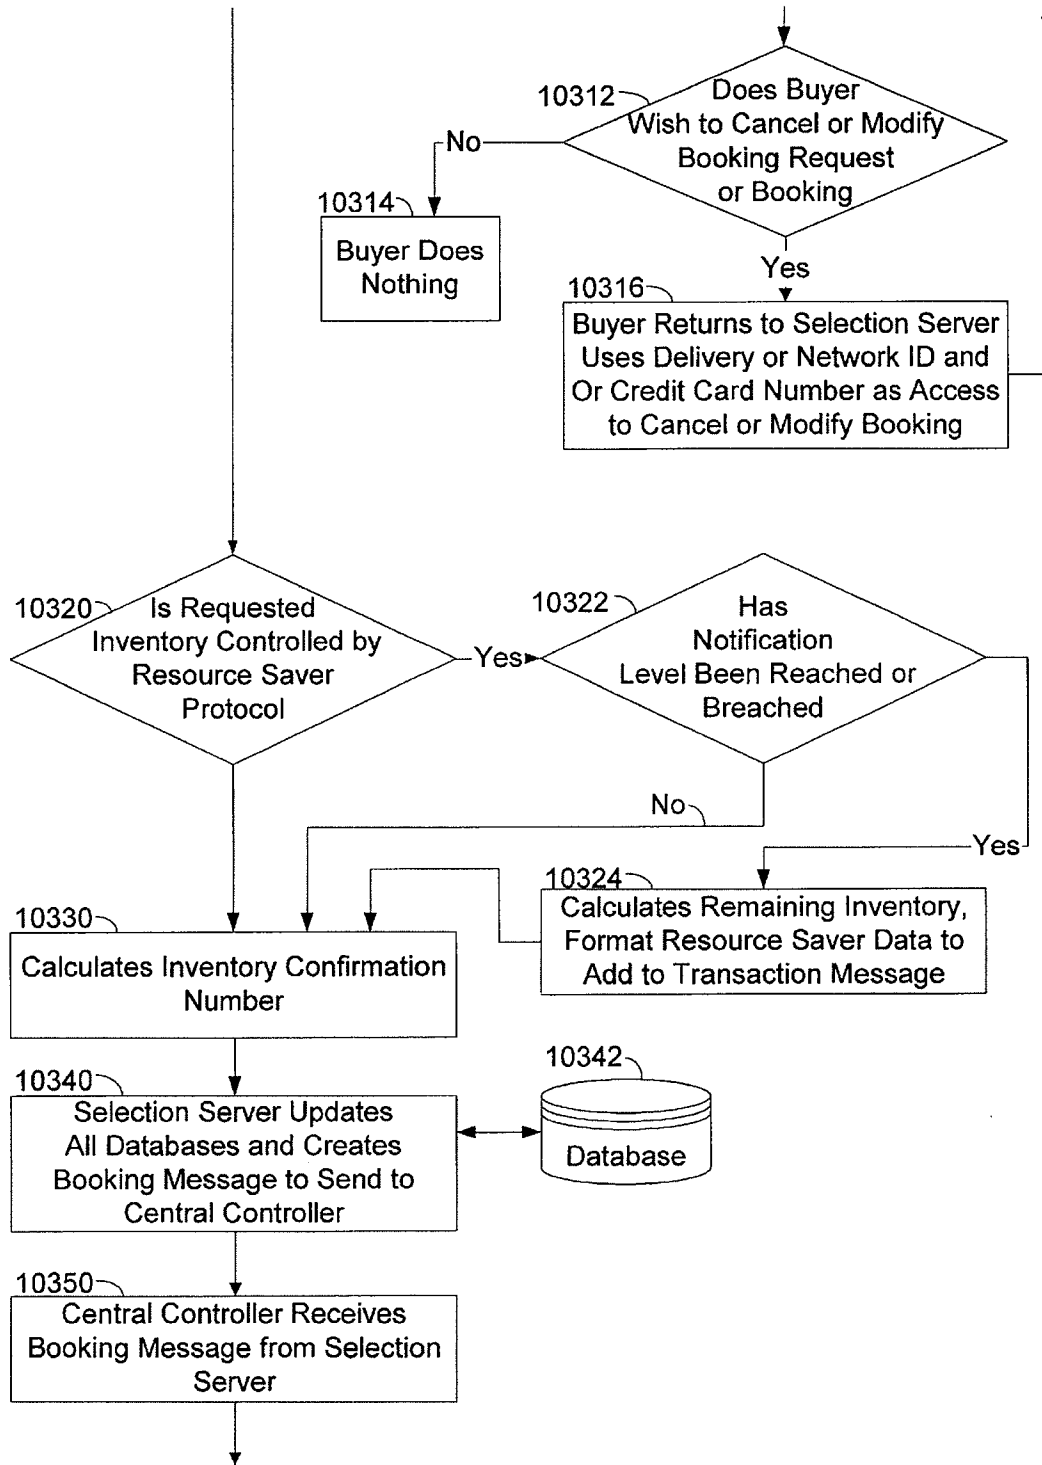 10312
Does Buyer
Wish to Cancel or Modify
Booking Request
or Booking
No
10314
Buyer Does
Nothing
Yes
10316
Buyer Returns to Selection Server
Uses Delivery or Network ID and
Or Credit Card Number as Access
to Cancel or Modify Booking
10320
Is Requested
Inventory Controlled by
Resource Saver
Protocol
Yes
10322
Has
Notification
Level Been Reached or
Breached
No
Yes
10324
Calculates Remaining Inventory,
Format Resource Saver Data to
Add to Transaction Message
10330
Calculates Inventory Confirmation
Number
10340
Selection Server Updates
All Databases and Creates
Booking Message to Send to
Central Controller
10342
Database
10350
Central Controller Receives
Booking Message from Selection
Server